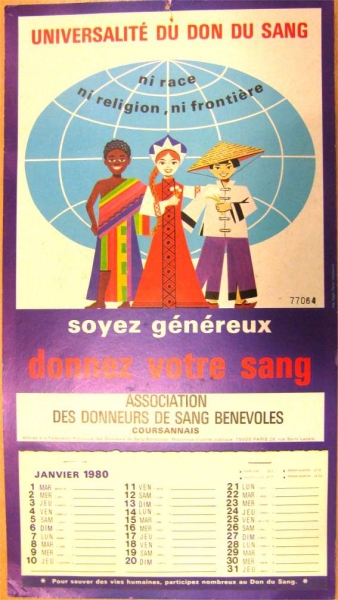 UNIVERSALITÉ DU DON DU SANG
ni race
ni religion, ni frontière
77064
soyez généreux
donnez votre sang
ASSOCIATION
DES DONNEURS DE SANG BENEVOLES
COURSANNAIS
JANVIER 1980
1 MAR
2 MER
3 JEU
4 VEN
5 SAM
6 DIM
7 LUN
8 MAR
9 MER
10 JEU
11 VEN
12 SAM
13 DIM
14 LUN
15 MAR
16 MER
17 JEU
18 VEN
19 SAM
20 DIM
21 LUN
22 MAR
23 MER
24 JEU
25 VEN
26 SAM
27 DIM
28 LUN
29 MAR
30 MER
31 JEU
Pour sauver des vies humaines, participez nombreux au Don du Sang.